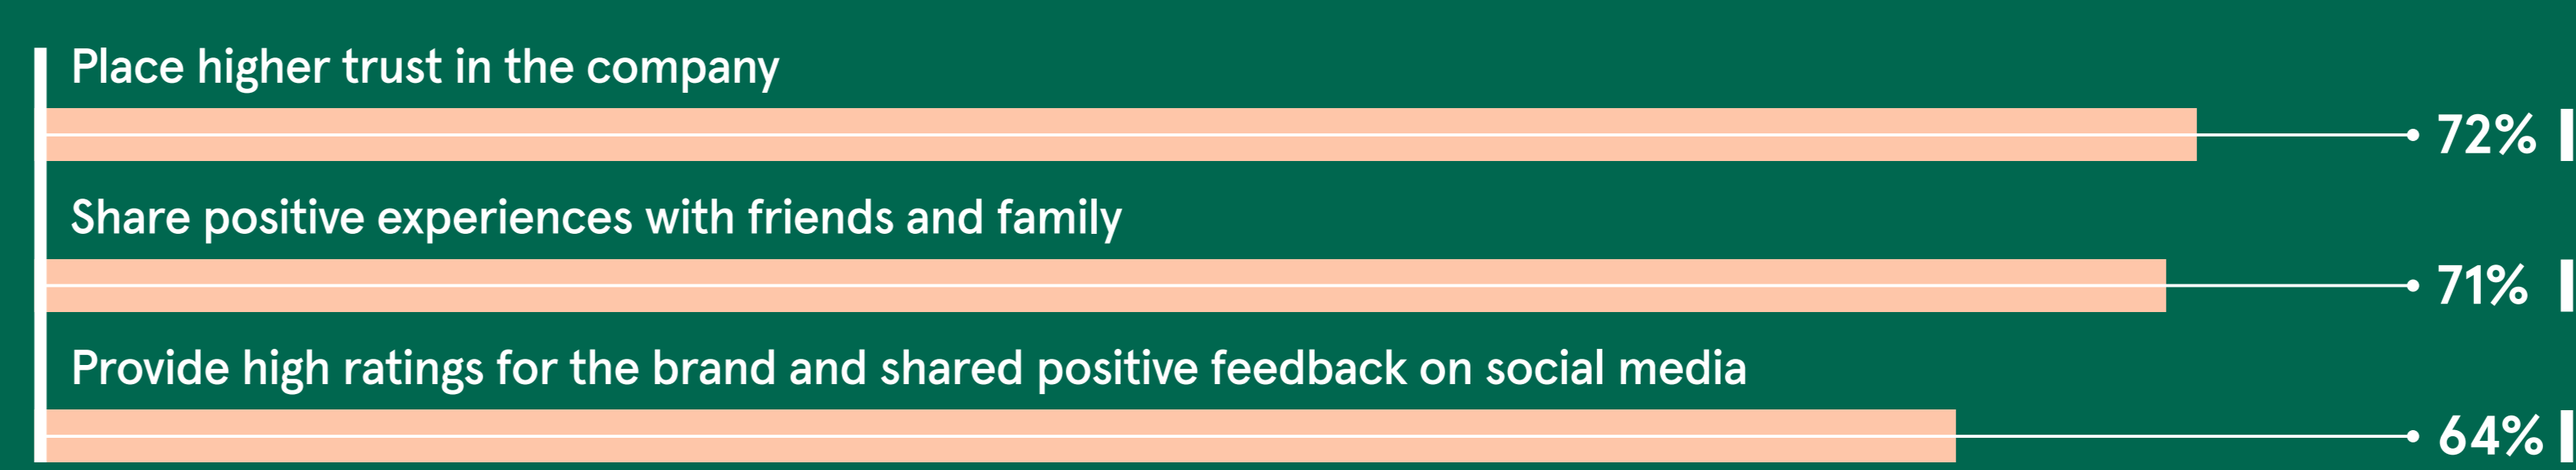 Place higher trust in the company
72%
Share positive experiences with friends and family
71%
Provide high ratings for the brand and shared positive feedback on social media
64%